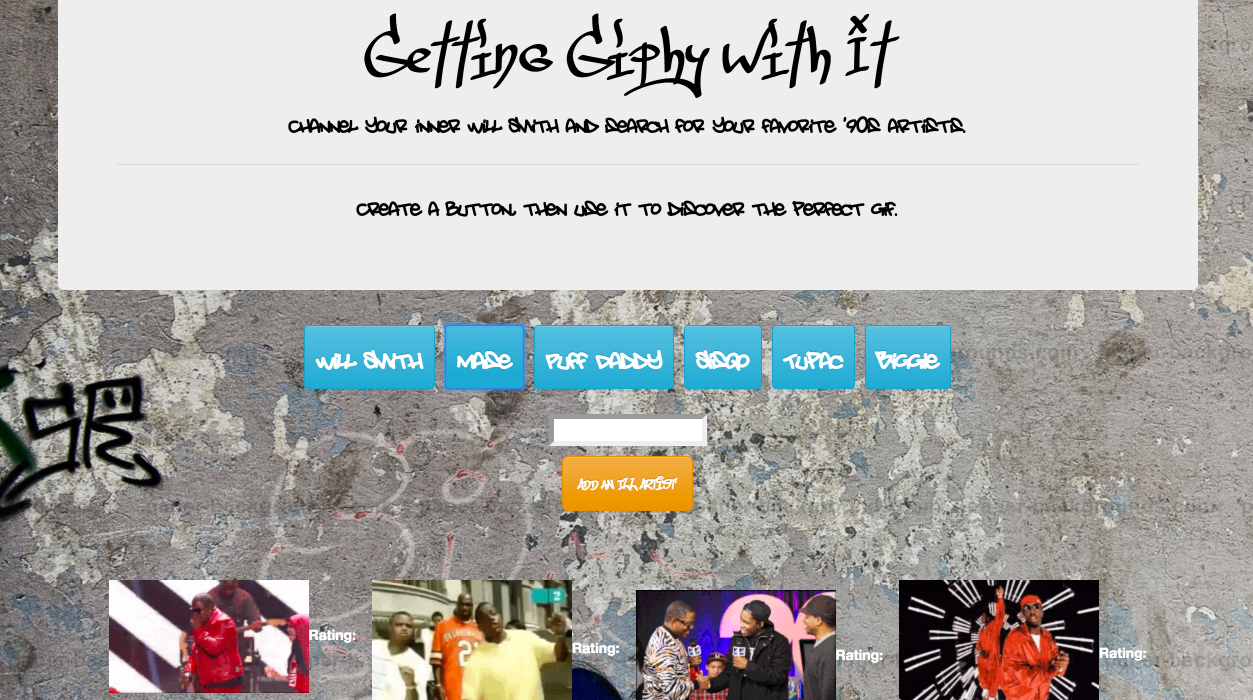 Getting Giphy With It
Channel your inner Will Smith and search for your favorite '90s artists.
Create a button, then use it to discover the perfect gif.
Will Smith Mase Puff Daddy Sisqo Tupac Biggie
Add an ill artist
2
Rating: Rating: Rating: Rating: